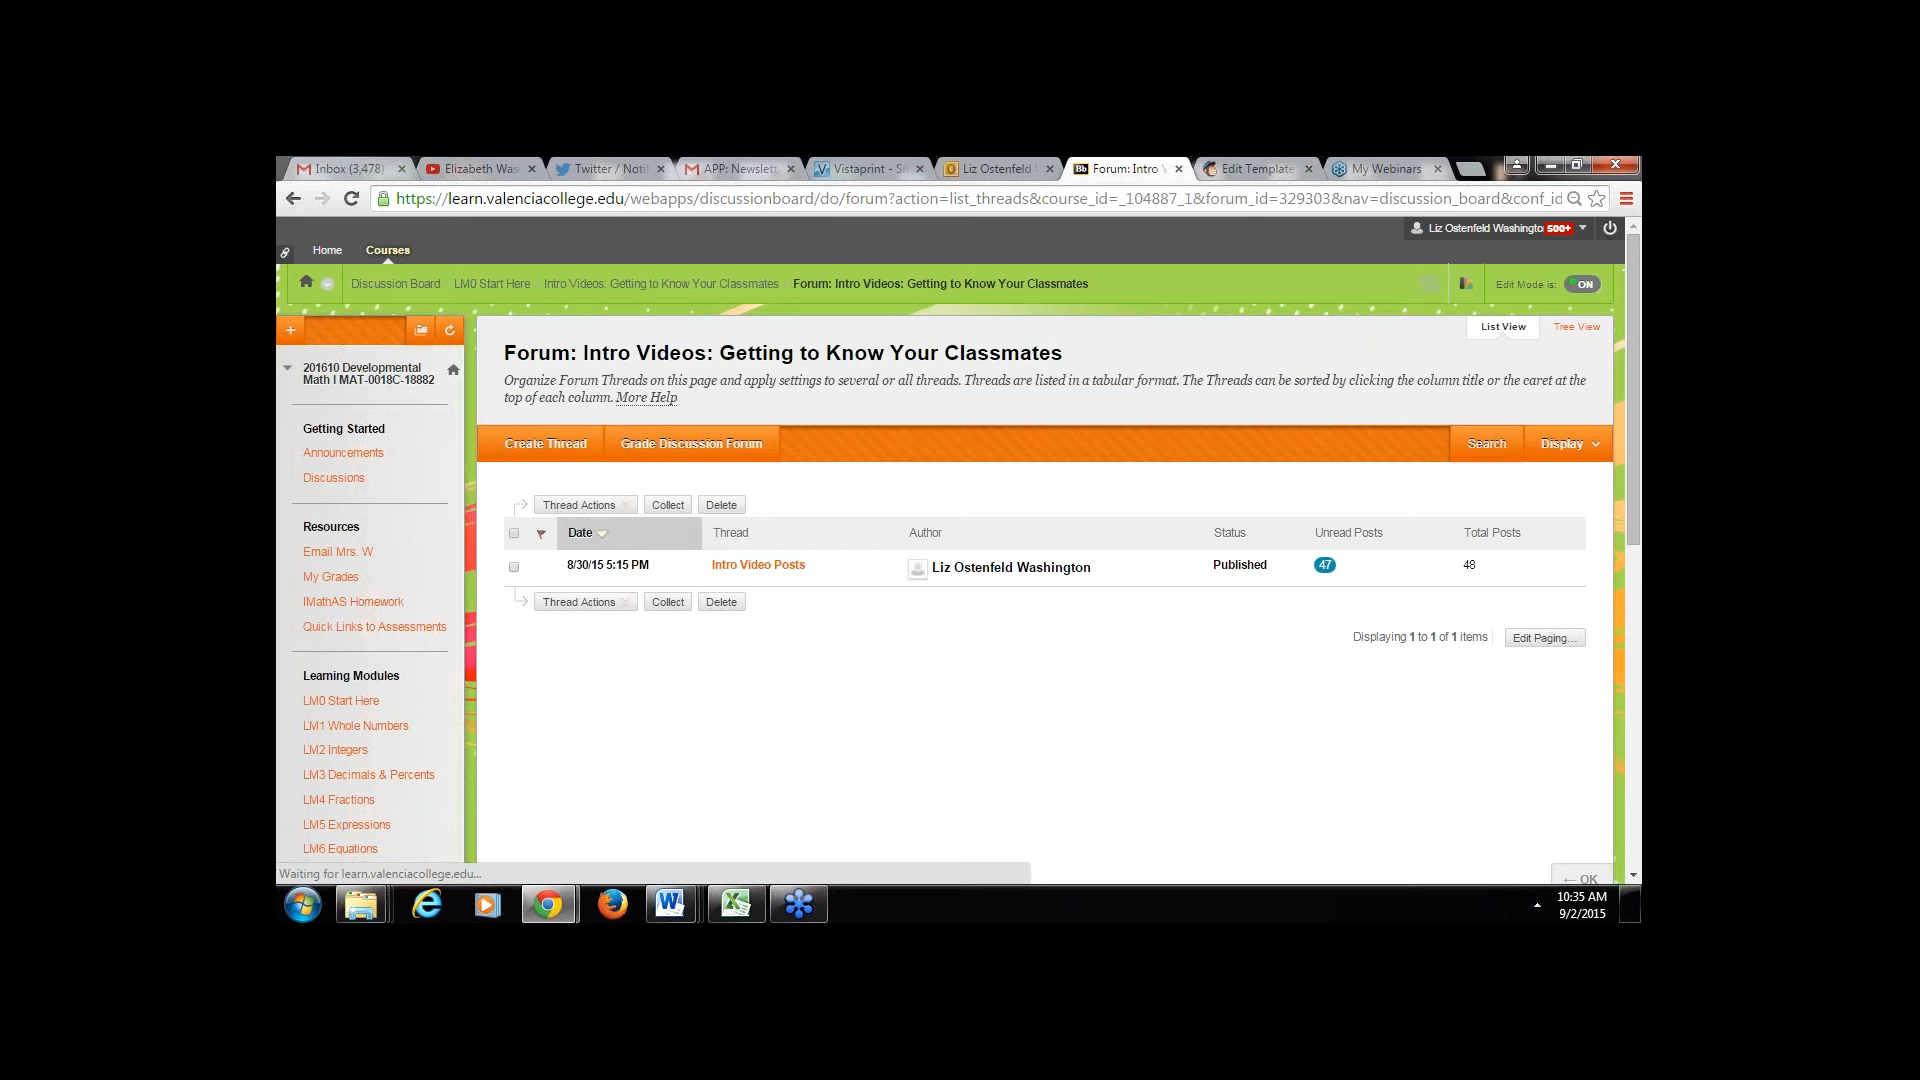 Inbox (3,478)
Elizabeth Was
Twitter / Noti
APP: Newslett
Vistaprint - Si
Liz Ostenfeld
Forum: Intro V
Edit Template
My Webinars
https://learn.valenciacollege.edu/webapps/discussionboard/do/forum?action=list_threads&course_id=_104887_1&forum_id=329303&nav=discussion_board&conf_id
Liz Ostenfeld Washingto 500+
Home Courses
Discussion Board LM0 Start Here Intro Videos: Getting to Know Your Classmates Forum: Intro Videos: Getting to Know Your Classmates Edit Mode is: ON
List View Tree View
201610 Developmental
Math I MAT-0018C-18882
Getting Started
Announcements
Discussions
Resources
Email Mrs. W
My Grades
IMathAS Homework
Quick Links to Assessments
Learning Modules
LM0 Start Here
LM1 Whole Numbers
LM2 Integers
LM3 Decimals & Percents
LM4 Fractions
LM5 Expressions
LM6 Equations
Forum: Intro Videos: Getting to Know Your Classmates
Organize Forum Threads on this page and apply settings to several or all threads. Threads are listed in a tabular format. The Threads can be sorted by clicking the column title or the caret at the
top of each column. More Help
Create Thread Grade Discussion Forum Search Display
Thread Actions Collect Delete
Date Thread Author Status Unread Posts Total Posts
8/30/15 5:15 PM Intro Video Posts Liz Ostenfeld Washington Published 47 48
Thread Actions Collect Delete
Displaying 1 to 1 of 1 items Edit Paging...
← OK
Waiting for learn.valenciacollege.edu...
10:35 AM
9/2/2015